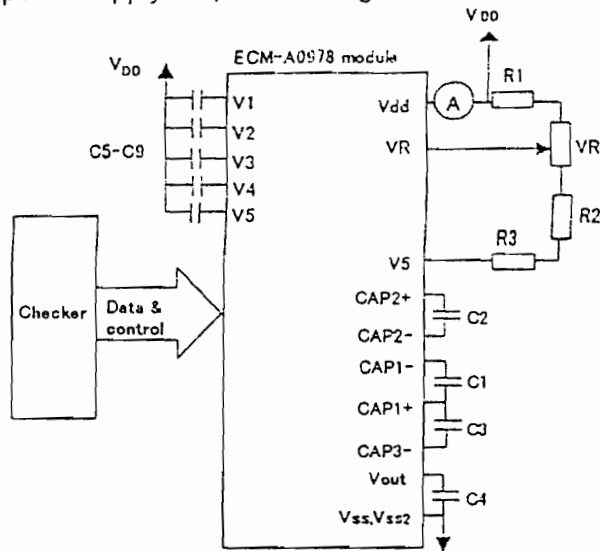 ECM-A0978 module
VDD
V1
V2
C5-C9
V3
V4
V5
Checker
Data &
control
VDD
R1
Vdd
A
VR
VR
R2
R3
V5
CAP2+
C2
CAP2-
CAP1-
C1
CAP1+
C3
CAP3-
Vout
C4
Vss,Vss2